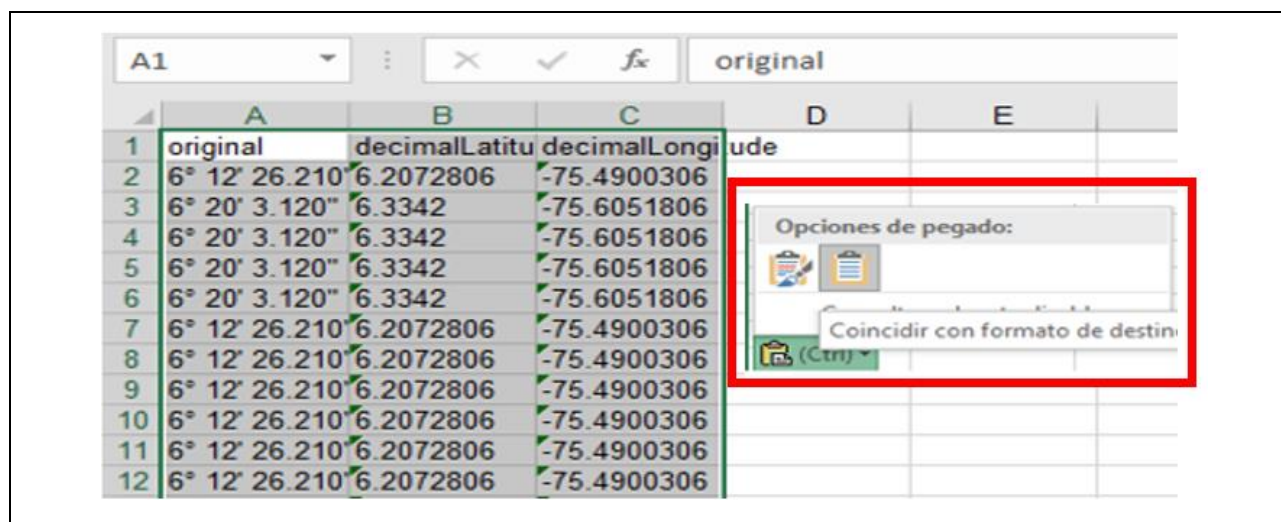 A1 fx original
A B C D E
1 original decimalLatitu decimalLongitude
2 6° 12' 26.210" 6.2072806 -75.4900306
3 6° 20' 3.120" 6.3342 -75.6051806
4 6° 20' 3.120" 6.3342 -75.6051806
5 6° 20' 3.120" 6.3342 -75.6051806
6 6° 20' 3.120" 6.3342 -75.6051806
7 6° 12' 26.210" 6.2072806 -75.4900306
8 6° 12' 26.210" 6.2072806 -75.4900306
9 6° 12' 26.210" 6.2072806 -75.4900306
10 6° 12' 26.210" 6.2072806 -75.4900306
11 6° 12' 26.210" 6.2072806 -75.4900306
12 6° 12' 26.210" 6.2072806 -75.4900306
Opciones de pegado:
Coincidir con formato de destino
(Ctrl)